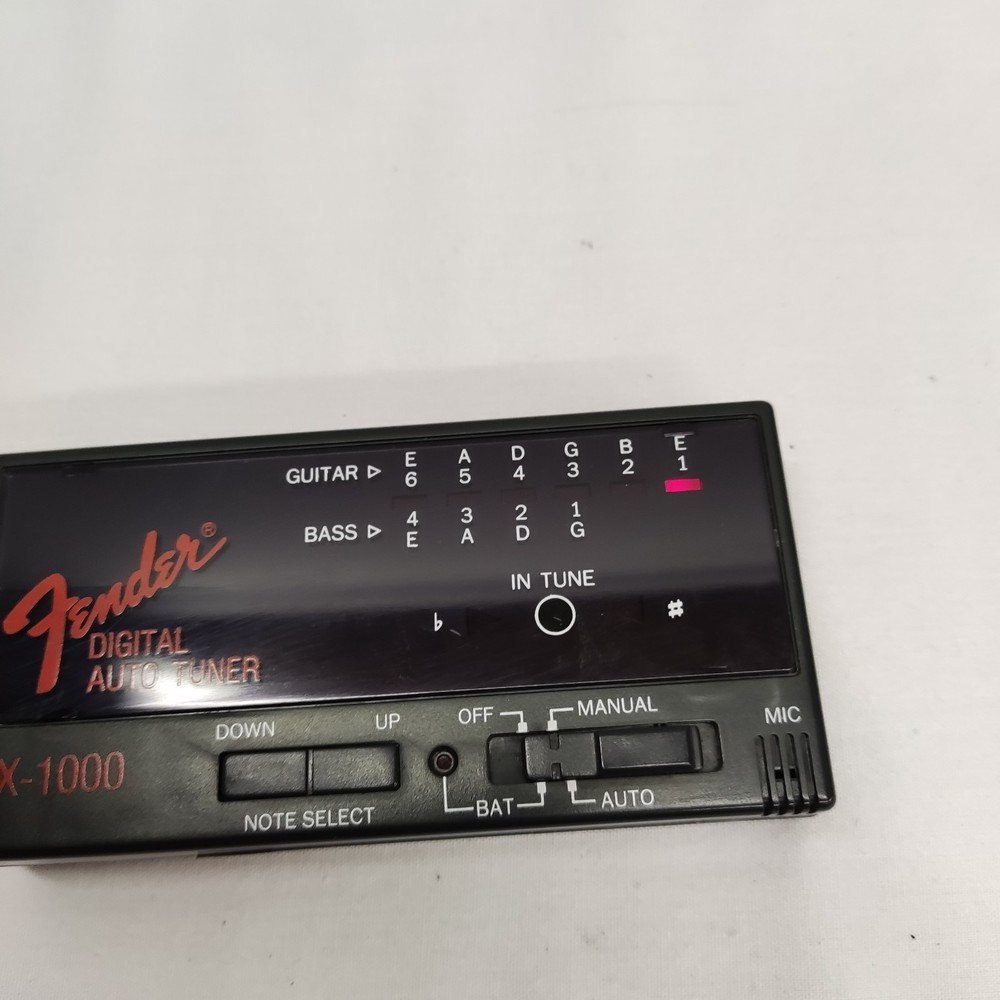 GUITAR ▷ E A D G B E
6 5 4 3 2 1
BASS ▷ 4 3 2 1
E A D G
Fender®
DIGITAL
AUTO TUNER
IN TUNE
♭ ♯
DOWN UP
OFF MANUAL
MIC
X-1000
BAT AUTO
NOTE SELECT